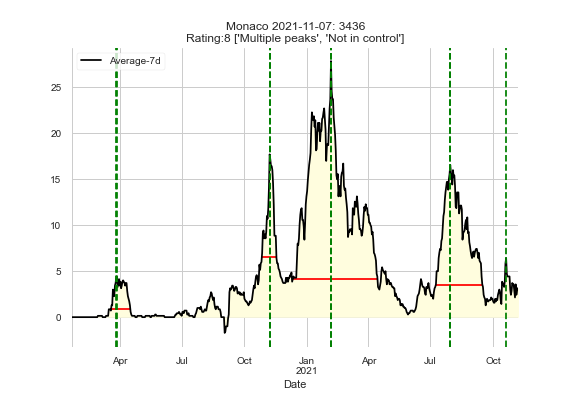 Monaco 2021-11-07: 3436
Rating:8 ['Multiple peaks', 'Not in control']
Average-7d
25
20
15
10
5
0
Apr
Jul
Oct
Jan
2021
Apr
Jul
Oct
Date